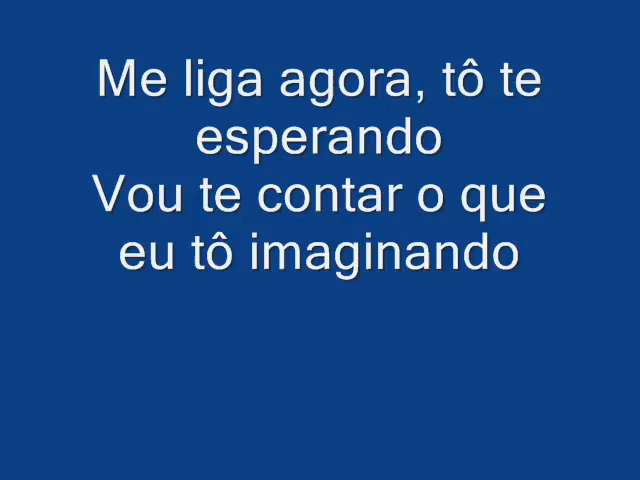 Me liga agora, tô te
esperando
Vou te contar o que
eu tô imaginando